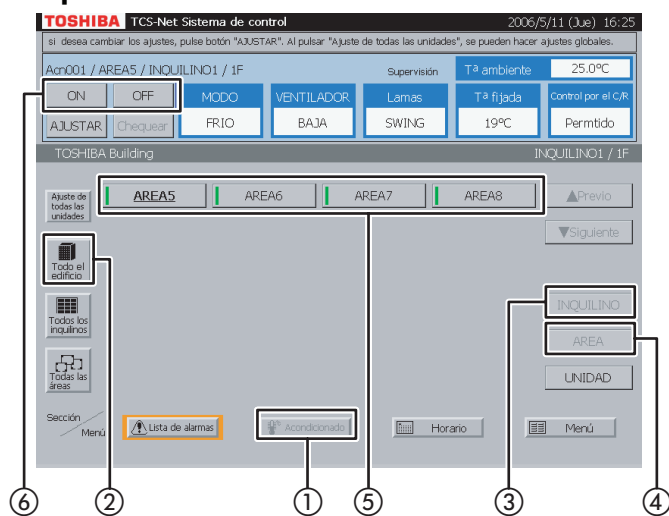 TOSHIBA TCS-Net Sistema de control 2006/5/11 (Jue) 16:25
si desea cambiar los ajustes, pulse botón "AJUSTAR". Al pulsar "Ajuste de todas las unidades", se pueden hacer ajustes globales.
Acn001 / AREA5 / INQUILINO1 / 1F Supervisión Tª ambiente 25.0ºC
ON OFF MODO VENTILADOR Lamas Tª fijada Control por el C/R
AJUSTAR Chequear FRIO BAJA SWING 19ºC Permtido
TOSHIBA Building INQUILINO1 / 1F
Ajuste de
todas las
unidades
AREA5 AREA6 AREA7 AREA8 ▲Previo
▼Siguiente
Todo el
edificio
Todos los
inquilinos
INQUILINO
AREA
Todas las
áreas
UNIDAD
Sección
Menú
Lista de alarmas Acondicionado Horario Menú
⑥ ② ① ⑤ ③ ④